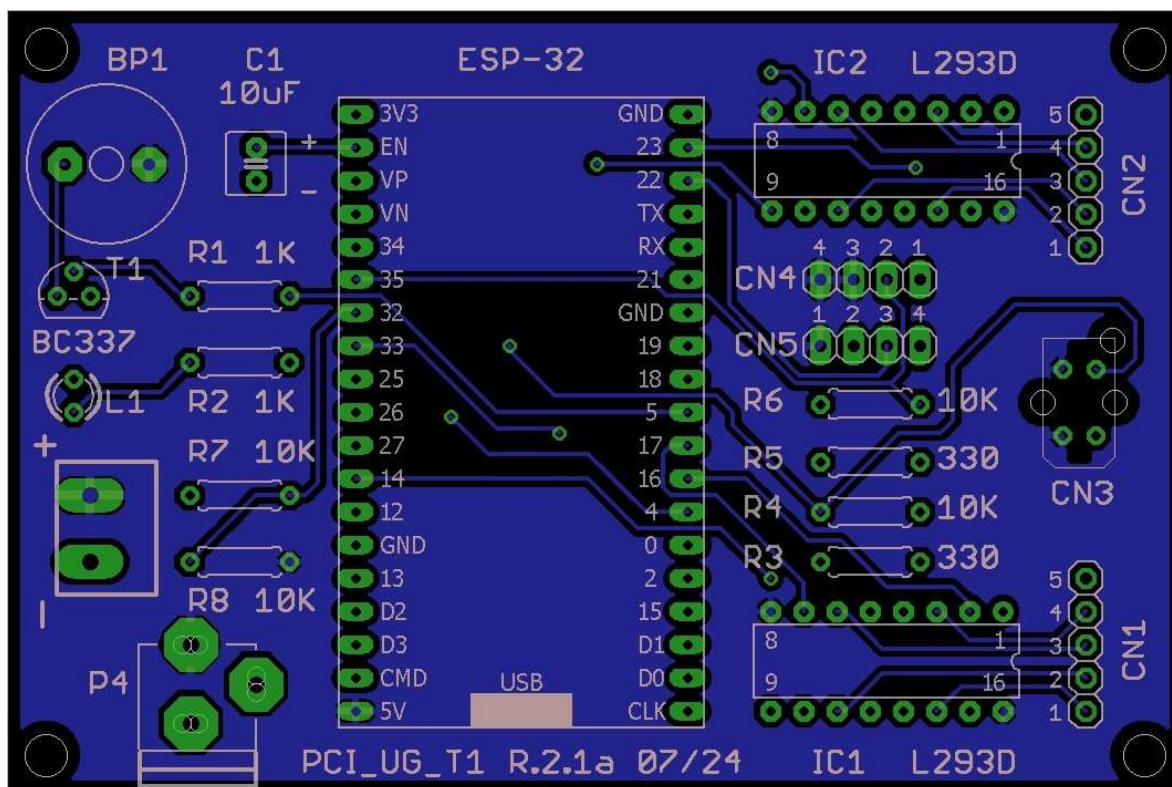 BP1
C1
10uF
+
-
ESP-32
IC2 L293D
3V3
EN
VP
VN
34
35
32
33
25
26
27
14
12
GND
13
D2
D3
CMD
5V
GND
23
22
TX
RX
21
GND
19
18
5
17
16
4
0
2
15
D1
D0
CLK
USB
8 1
9 16
5
4
3
2
1
CN2
T1
BC337
R1 1K
L1
R2 1K
+
-
R7 10K
R8 10K
P4
4 3 2 1
CN4
1 2 3 4
CN5
R6 10K
R5 330
R4 10K
R3 330
CN3
8 1
9 16
5
4
3
2
1
CN1
PCI_UG_T1 R.2.1a 07/24
IC1 L293D